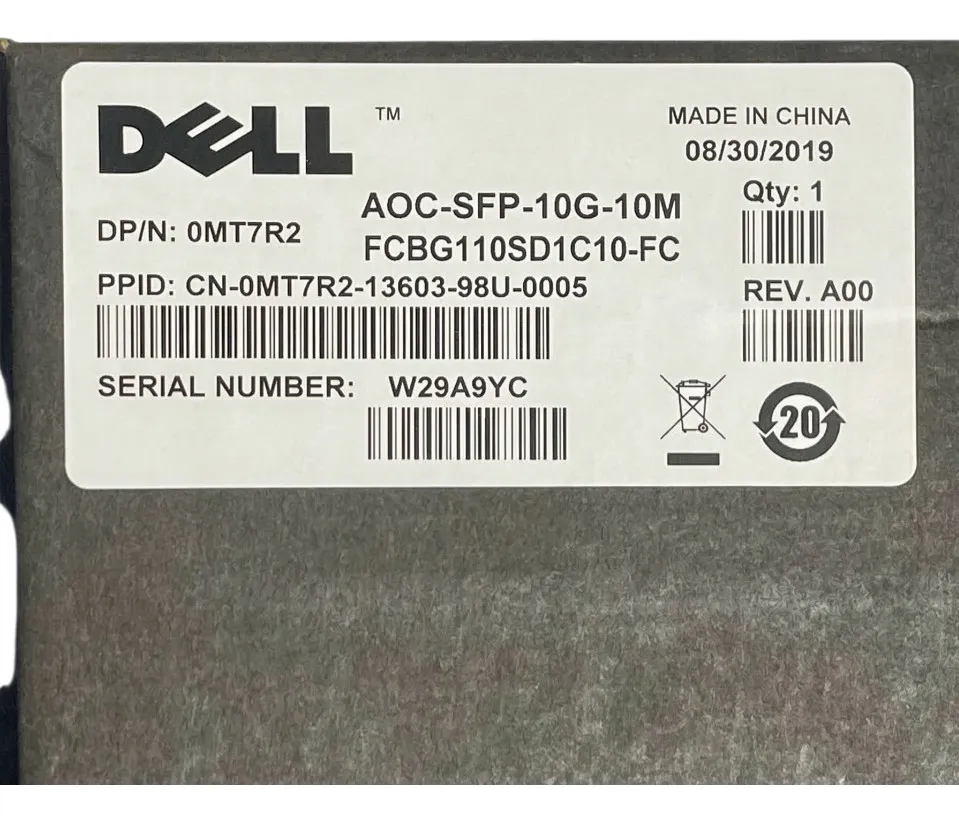 DELL ™
MADE IN CHINA
08/30/2019
AOC-SFP-10G-10M
Qty: 1
DP/N: 0MT7R2
FCBG110SD1C10-FC
PPID: CN-0MT7R2-13603-98U-0005
REV. A00
SERIAL NUMBER: W29A9YC
20